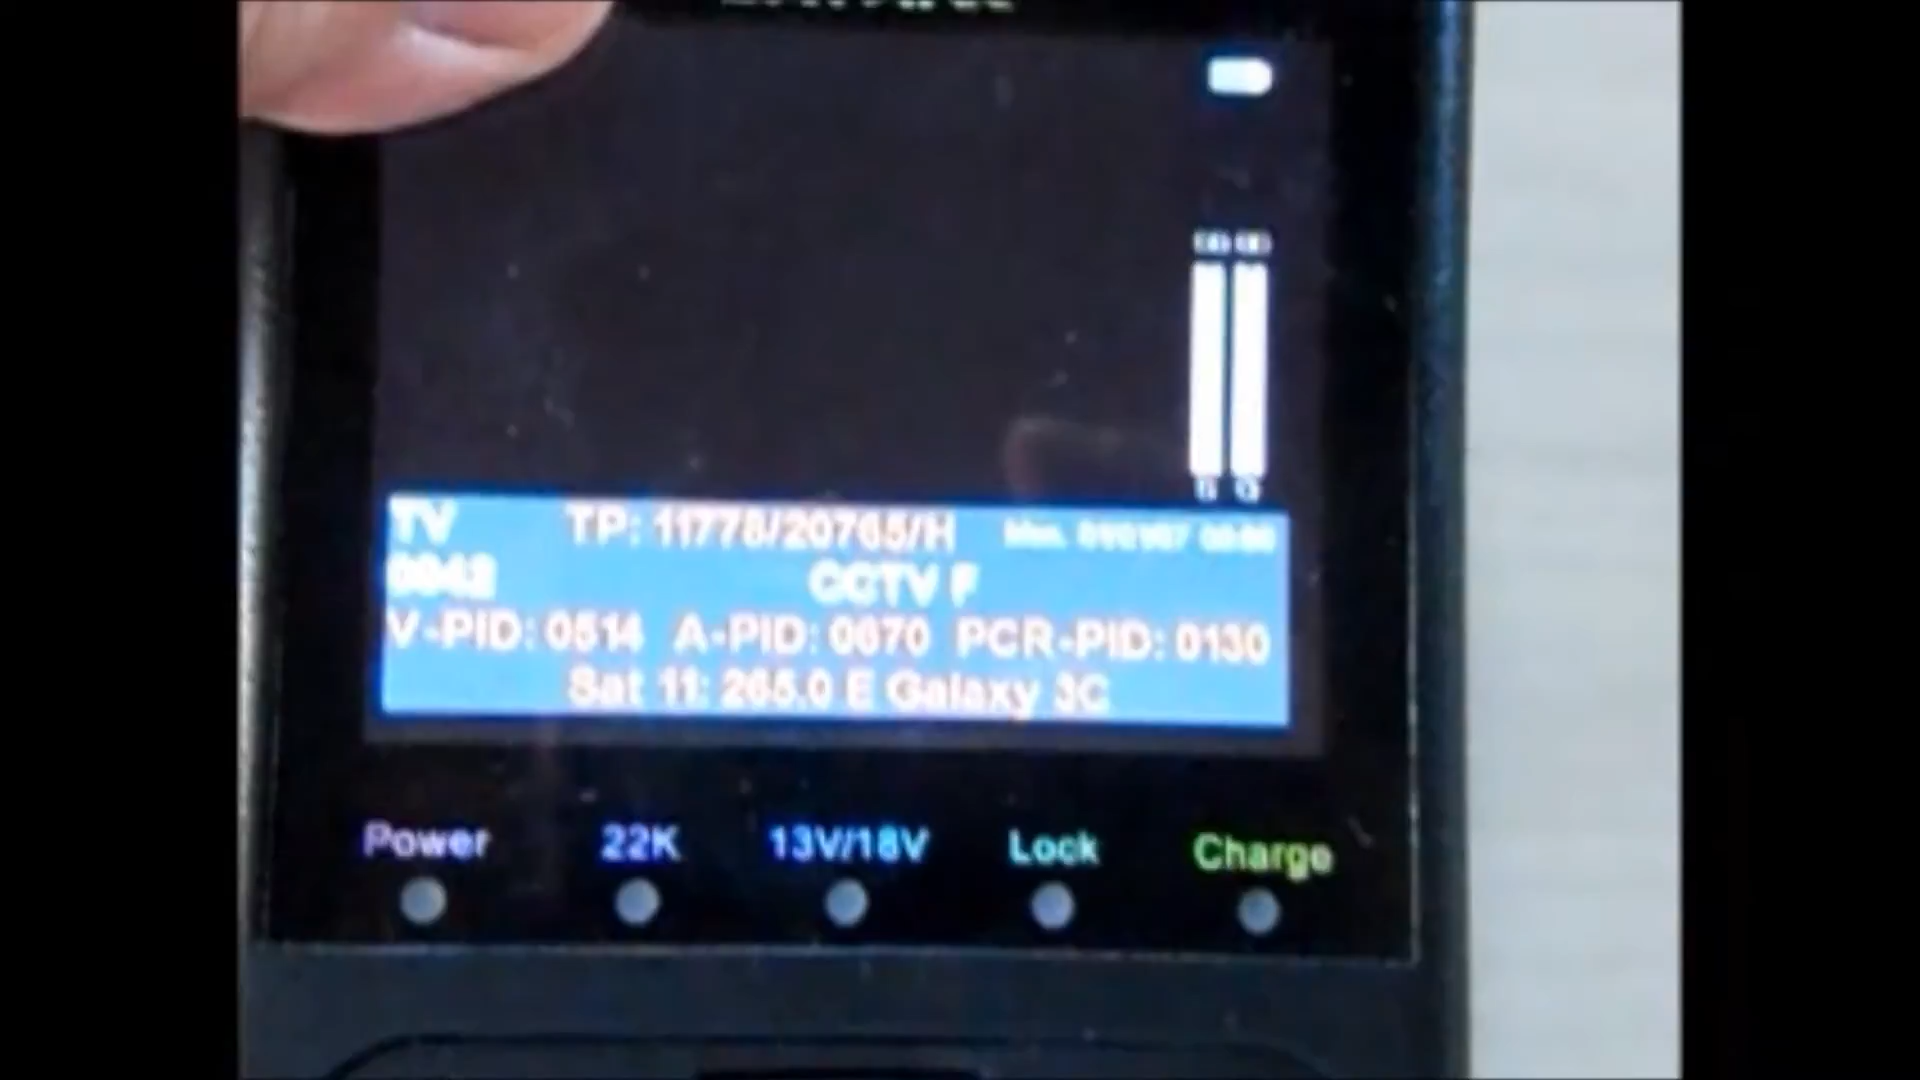 TV TP: 11778/20765/H
0042 CCTV F
V-PID: 0514 A-PID: 0670 PCR-PID: 0130
Sat 11: 265.0 E Galaxy 3C
Power 22K 13V/18V Lock Charge